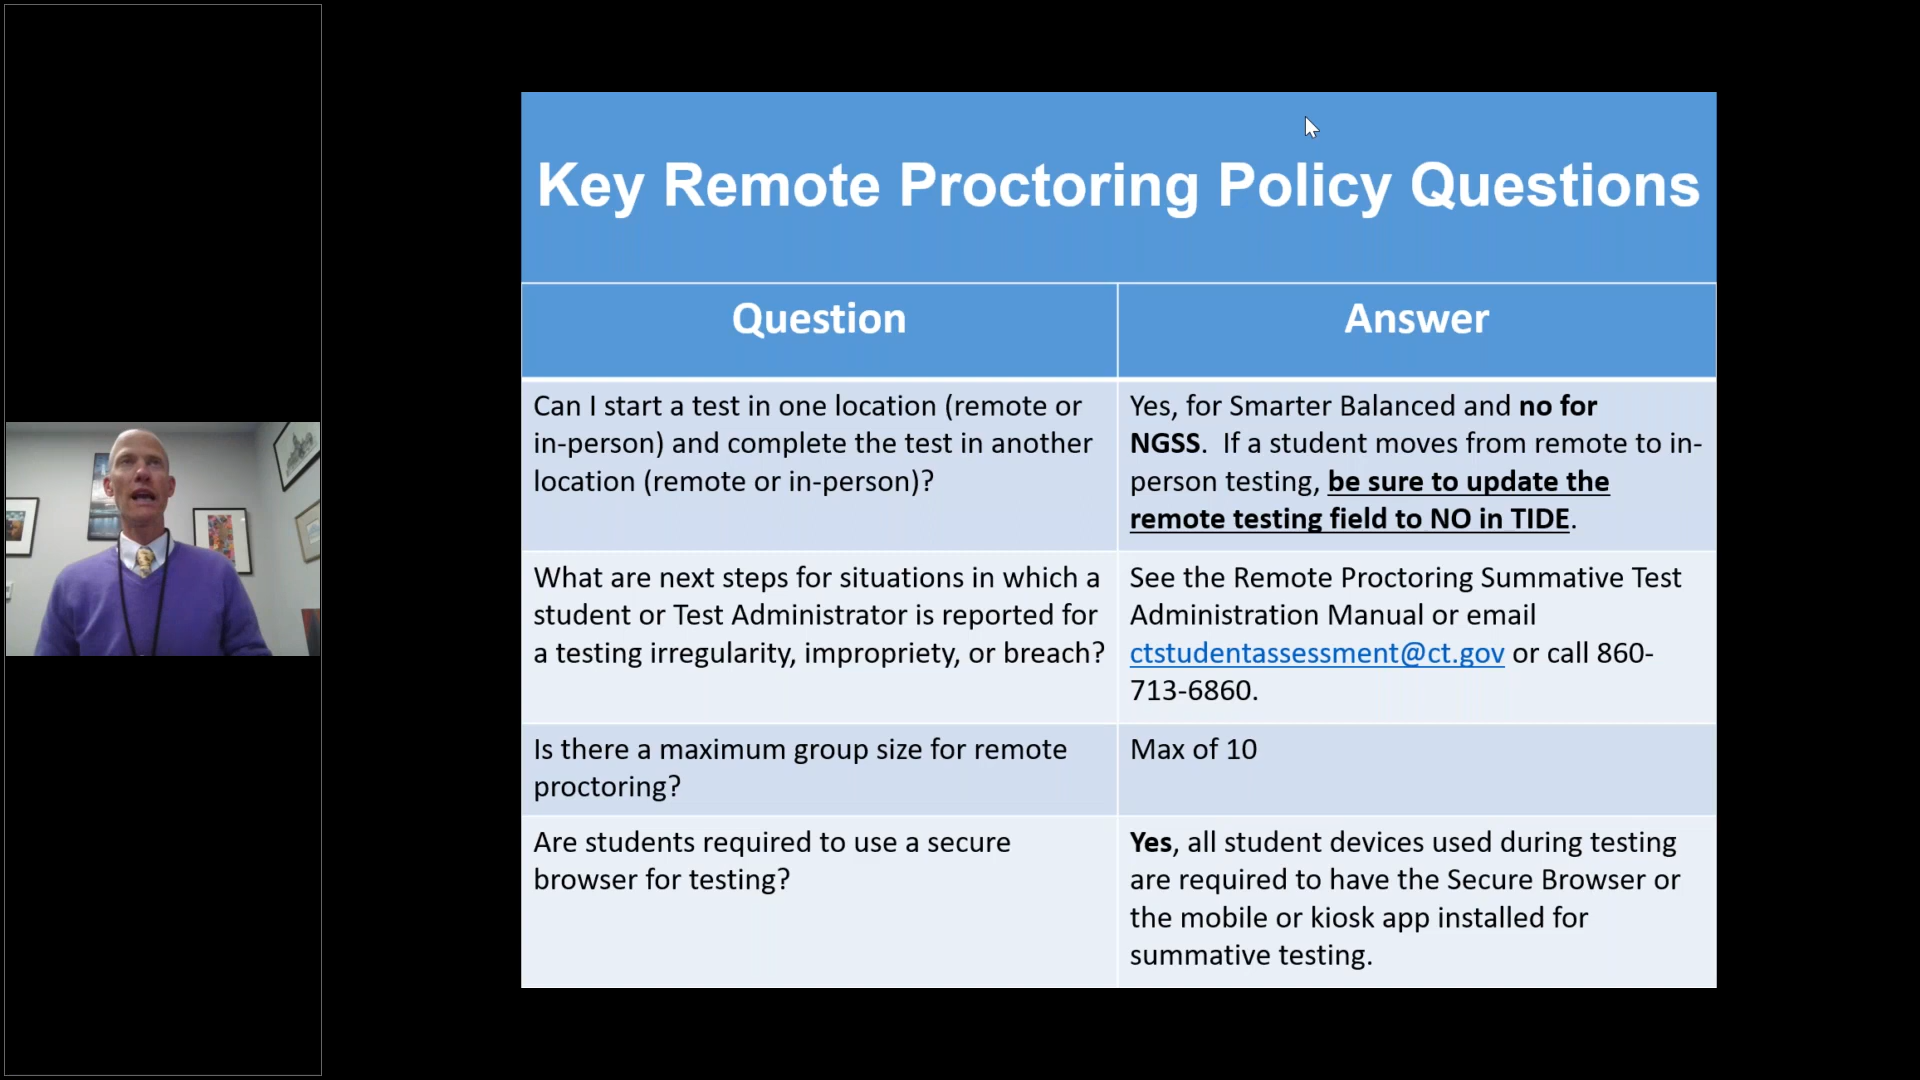 Key Remote Proctoring Policy Questions
Question
Answer
Can I start a test in one location (remote or
in-person) and complete the test in another
location (remote or in-person)?
Yes, for Smarter Balanced and no for
NGSS.  If a student moves from remote to in-
person testing, be sure to update the
remote testing field to NO in TIDE.
What are next steps for situations in which a
student or Test Administrator is reported for
a testing irregularity, impropriety, or breach?
See the Remote Proctoring Summative Test
Administration Manual or email
ctstudentassessment@ct.gov or call 860-
713-6860.
Is there a maximum group size for remote
proctoring?
Max of 10
Are students required to use a secure
browser for testing?
Yes, all student devices used during testing
are required to have the Secure Browser or
the mobile or kiosk app installed for
summative testing.